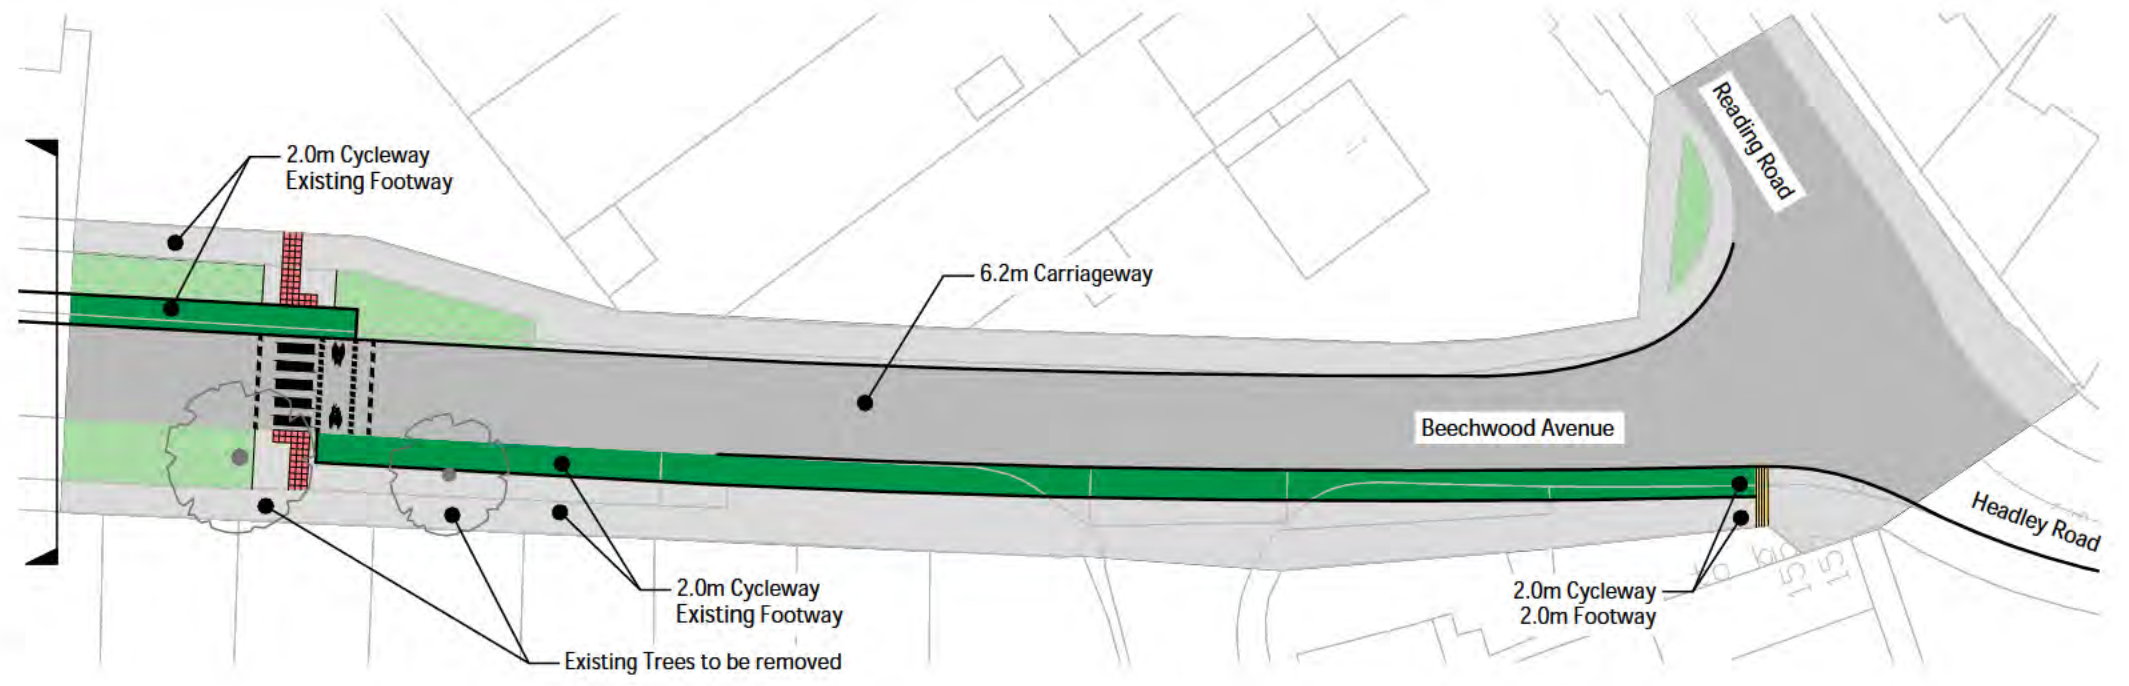 2.0m Cycleway
Existing Footway
Reading Road
6.2m Carriageway
Beechwood Avenue
Headley Road
2.0m Cycleway
Existing Footway
2.0m Cycleway
2.0m Footway
Existing Trees to be removed